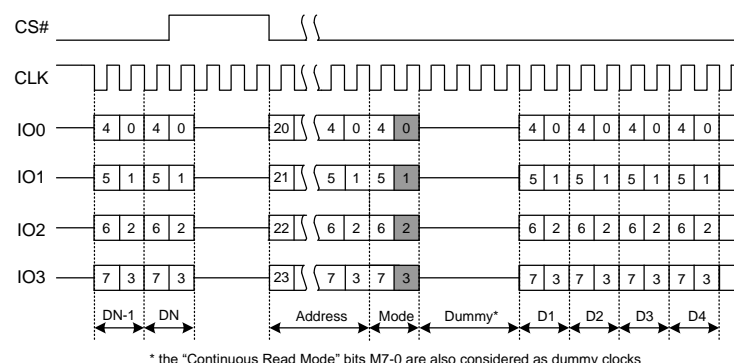 CS#
CLK
IO0 4 0 4 0 20 4 0 4 0 4 0 4 0 4 0 4 0
IO1 5 1 5 1 21 5 1 5 1 5 1 5 1 5 1 5 1
IO2 6 2 6 2 22 6 2 6 2 6 2 6 2 6 2 6 2
IO3 7 3 7 3 23 7 3 7 3 7 3 7 3 7 3 7 3
DN-1 DN Address Mode Dummy* D1 D2 D3 D4
* the “Continuous Read Mode” bits M7-0 are also considered as dummy clocks